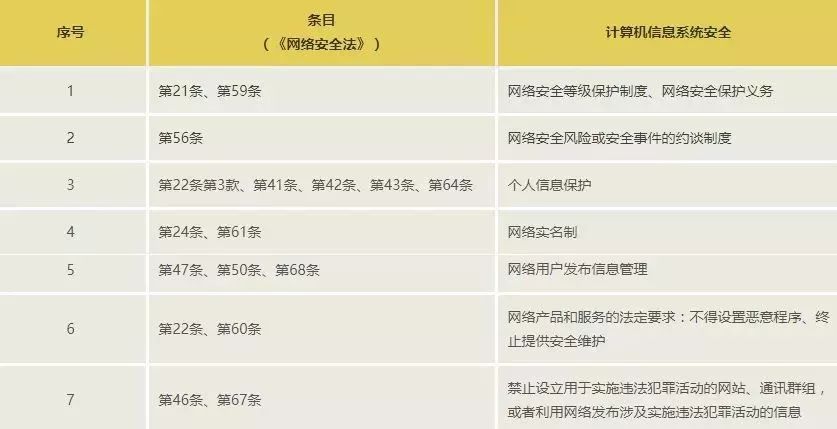 序号
条目
（《网络安全法》）
计算机信息系统安全
1
第21条、第59条
网络安全等级保护制度、网络安全保护义务
2
第56条
网络安全风险或安全事件的约谈制度
3
第22条第3款、第41条、第42条、第43条、第64条
个人信息保护
4
第24条、第61条
网络实名制
5
第47条、第50条、第68条
网络用户发布信息管理
6
第22条、第60条
网络产品和服务的法定要求：不得设置恶意程序、终
止提供安全维护
7
第46条、第67条
禁止设立用于实施违法犯罪活动的网站、通讯群组，
或者利用网络发布涉及实施违法犯罪活动的信息